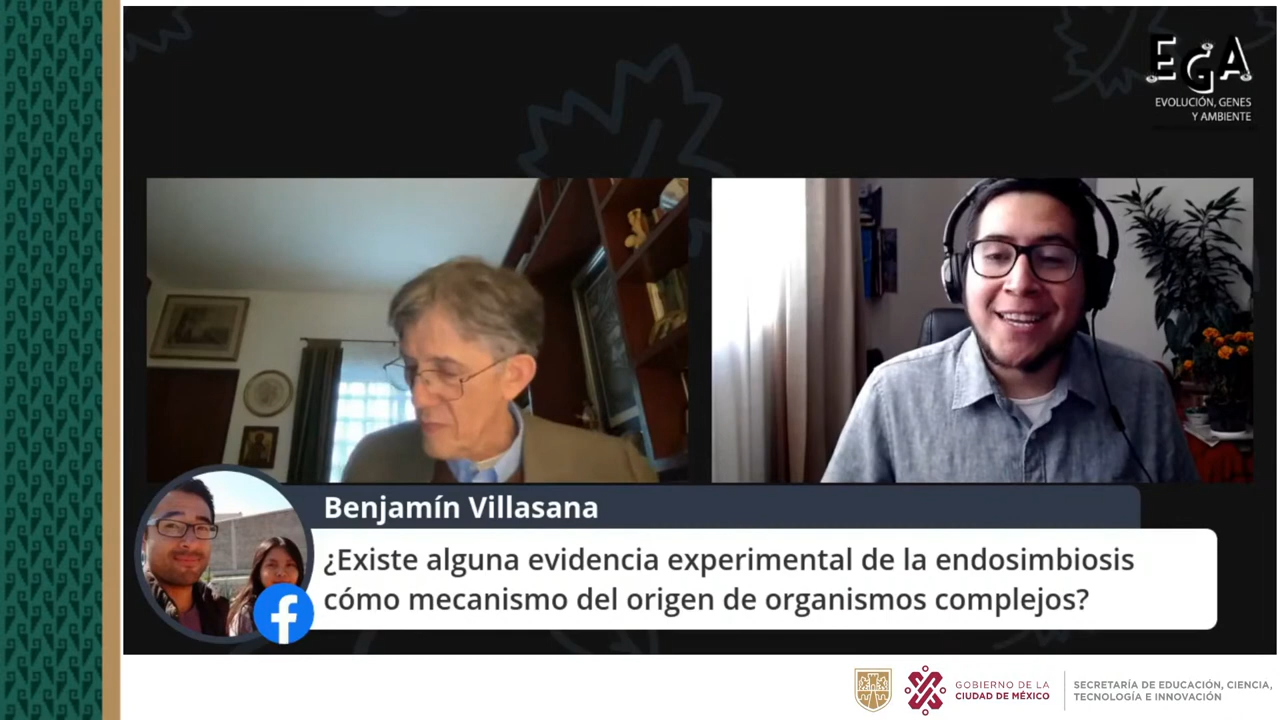 EGA
EVOLUCIÓN, GENES
Y AMBIENTE
Benjamín Villasana
¿Existe alguna evidencia experimental de la endosimbiosis
cómo mecanismo del origen de organismos complejos?
GOBIERNO DE LA
CIUDAD DE MÉXICO
SECRETARÍA DE EDUCACIÓN, CIENCIA,
TECNOLOGÍA E INNOVACIÓN